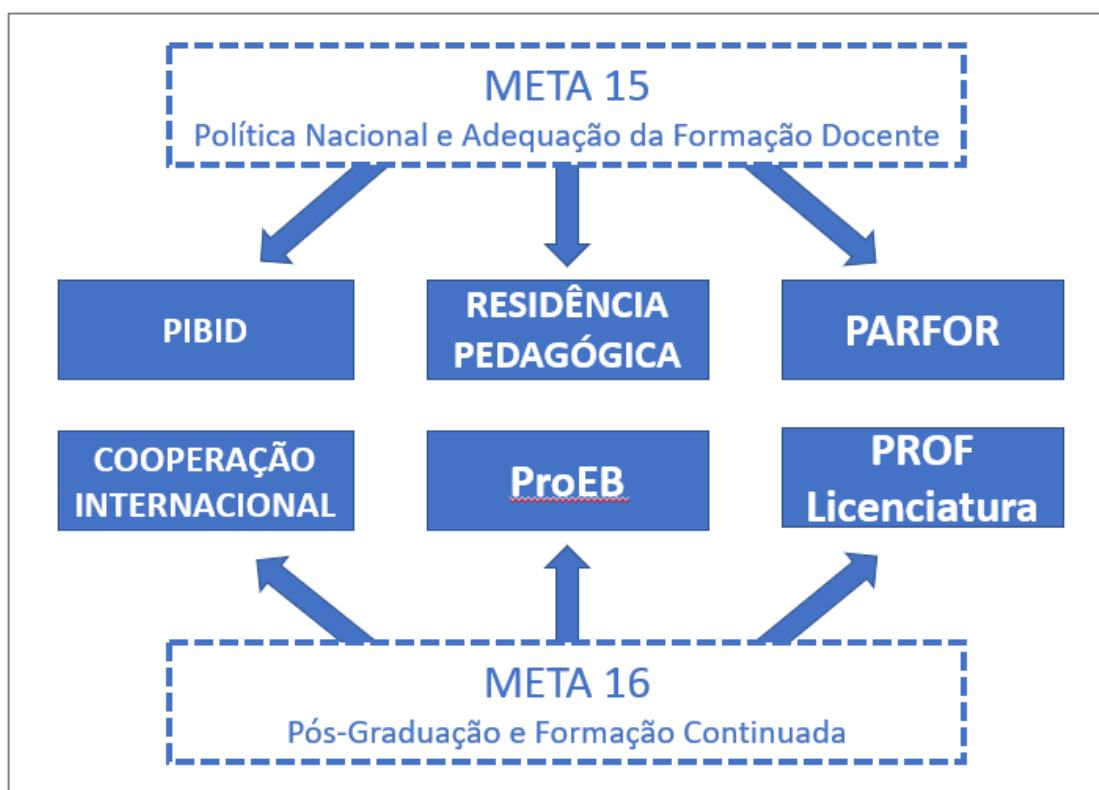 META 15
Política Nacional e Adequação da Formação Docente
PIBID
RESIDÊNCIA
PEDAGÓGICA
PARFOR
COOPERAÇÃO
INTERNACIONAL
ProEB
PROF
Licenciatura
META 16
Pós-Graduação e Formação Continuada